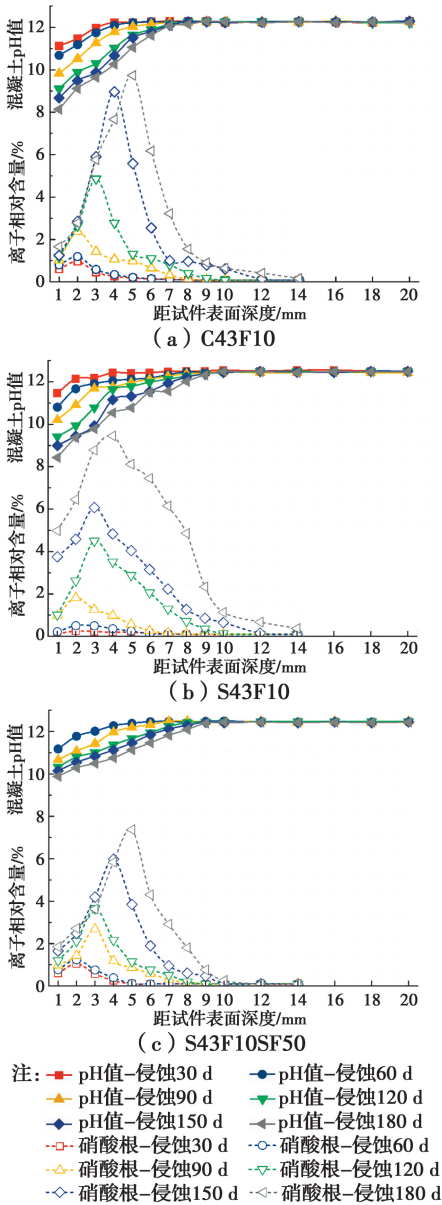 混凝土pH值
离子相对含量/%
12
10
8
6
4
2
0
1 2 3 4 5 6 7 8 9 10 12 14 16 18 20
距试件表面深度/mm
(a) C43F10
混凝土pH值
离子相对含量/%
12
10
8
6
4
2
0
1 2 3 4 5 6 7 8 9 10 12 14 16 18 20
距试件表面深度/mm
(b) S43F10
混凝土pH值
离子相对含量/%
12
10
8
6
4
2
0
1 2 3 4 5 6 7 8 9 10 12 14 16 18 20
距试件表面深度/mm
(c) S43F10SF50
注: pH值–侵蚀30 d pH值–侵蚀60 d
pH值–侵蚀90 d pH值–侵蚀120 d
pH值–侵蚀150 d pH值–侵蚀180 d
硝酸根–侵蚀30 d 硝酸根–侵蚀60 d
硝酸根–侵蚀90 d 硝酸根–侵蚀120 d
硝酸根–侵蚀150 d 硝酸根–侵蚀180 d